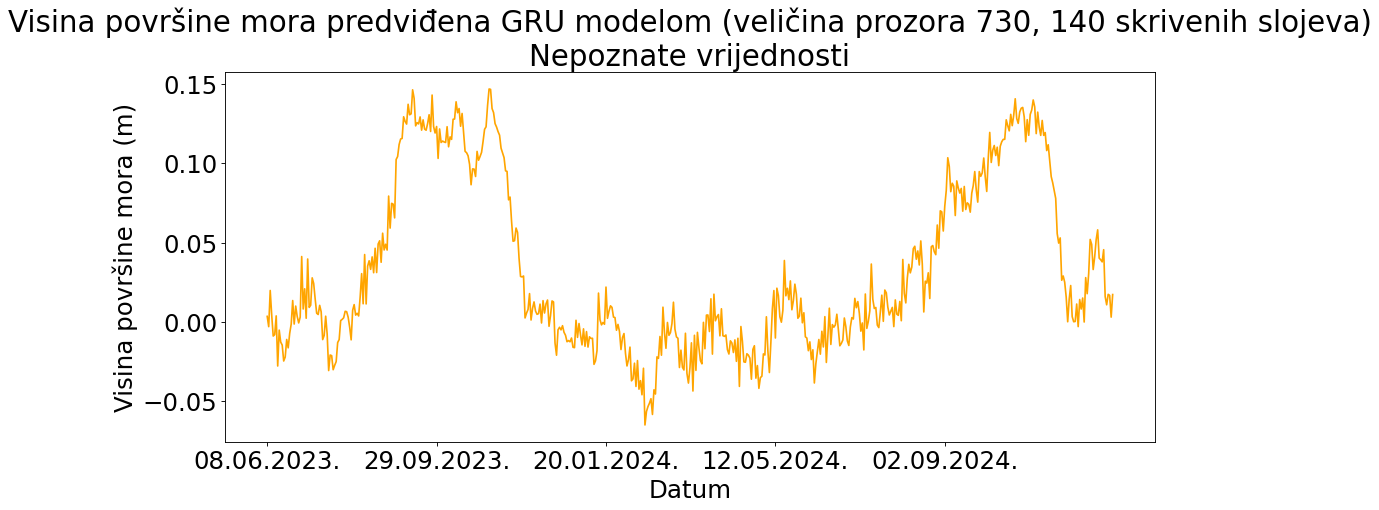 Visina površine mora predviđena GRU modelom (veličina prozora 730, 140 skrivenih slojeva)
Nepoznate vrijednosti
Visina površine mora (m)
0.15
0.10
0.05
0.00
−0.05
08.06.2023. 29.09.2023. 20.01.2024. 12.05.2024. 02.09.2024.
Datum